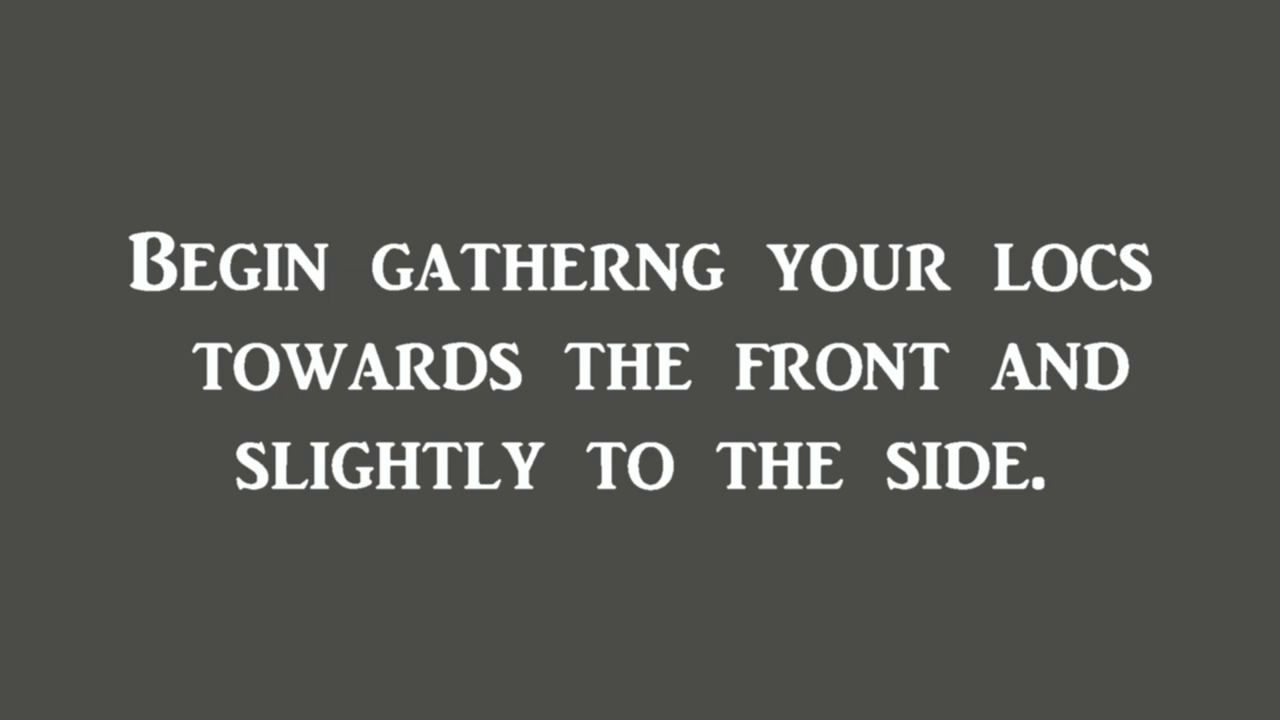 Begin gatherng your locs
towards the front and
slightly to the side.